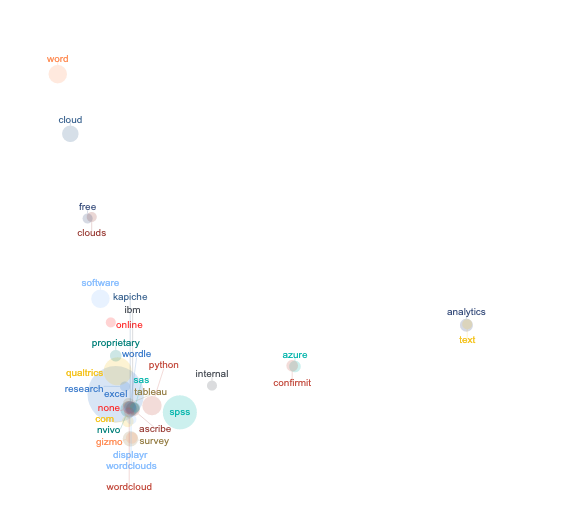 word
cloud
free
clouds
software
kapiche
ibm
online
analytics
text
proprietary
wordle
azure
confirmit
python
qualtrics
sas
internal
research
excel
tableau
none
spss
com
nvivo
ascribe
gizmo
survey
displayr
wordclouds
wordcloud